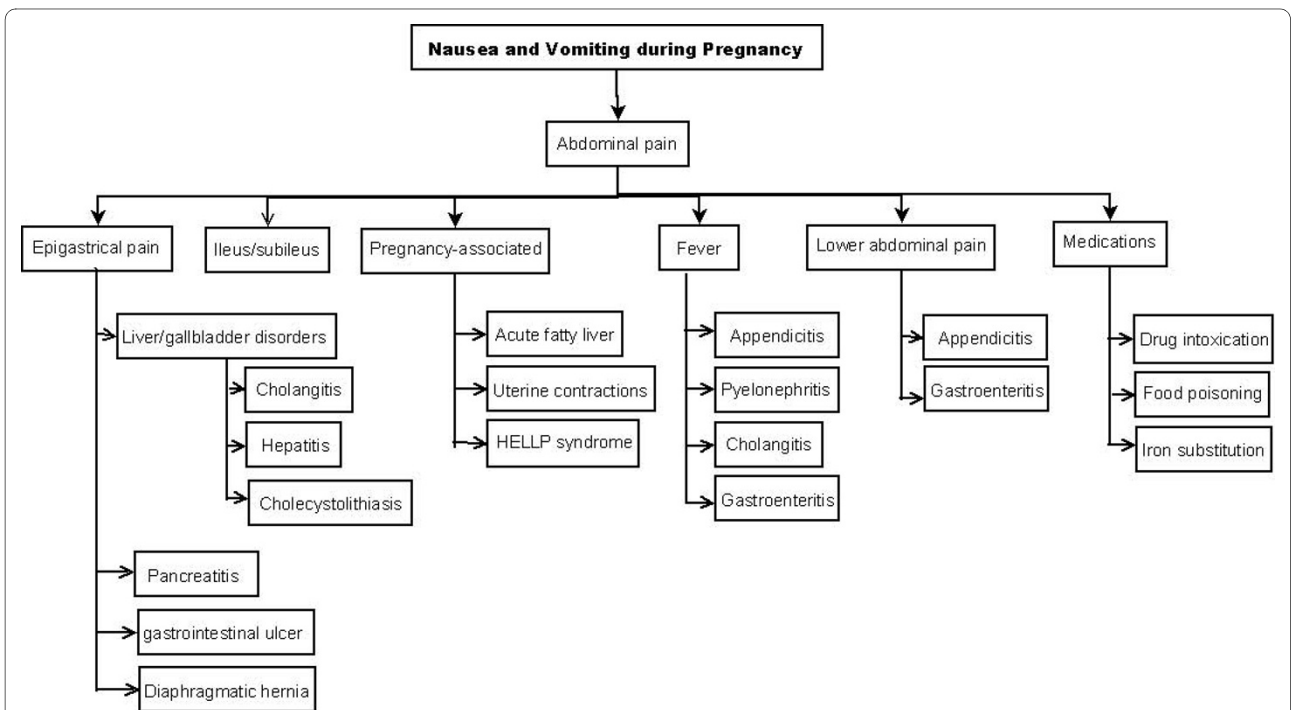 Nausea and Vomiting during Pregnancy
Abdominal pain
Epigastrical pain
Ileus/subileus
Pregnancy-associated
Fever
Lower abdominal pain
Medications
Liver/gallbladder disorders
Cholangitis
Hepatitis
Cholecystolithiasis
Pancreatitis
gastrointestinal ulcer
Diaphragmatic hernia
Acute fatty liver
Uterine contractions
HELLP syndrome
Appendicitis
Pyelonephritis
Cholangitis
Gastroenteritis
Appendicitis
Gastroenteritis
Drug intoxication
Food poisoning
Iron substitution